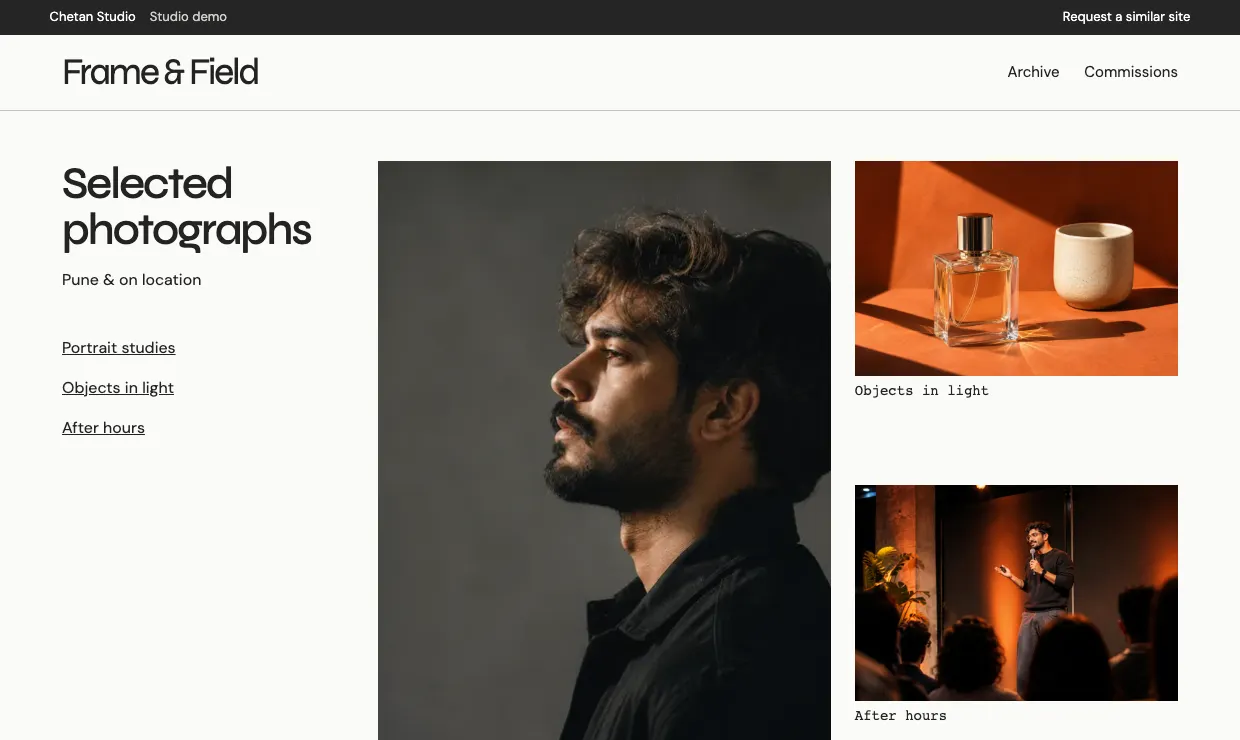 Chetan Studio Studio demo Request a similar site
Frame & Field Archive Commissions
Selected
photographs
Pune & on location
Portrait studies
Objects in light
After hours
Objects in light
After hours